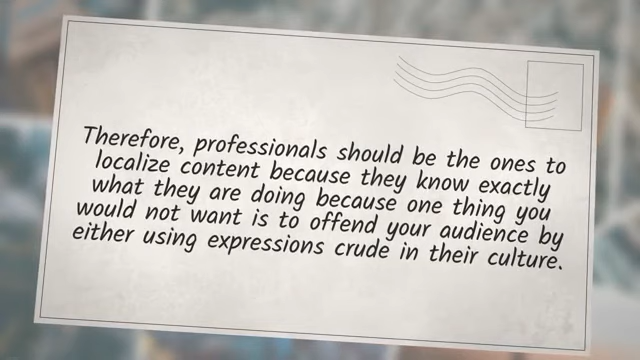 Therefore, professionals should be the ones to
localize content because they know exactly
what they are doing because one thing you
would not want is to offend your audience by
either using expressions crude in their culture.